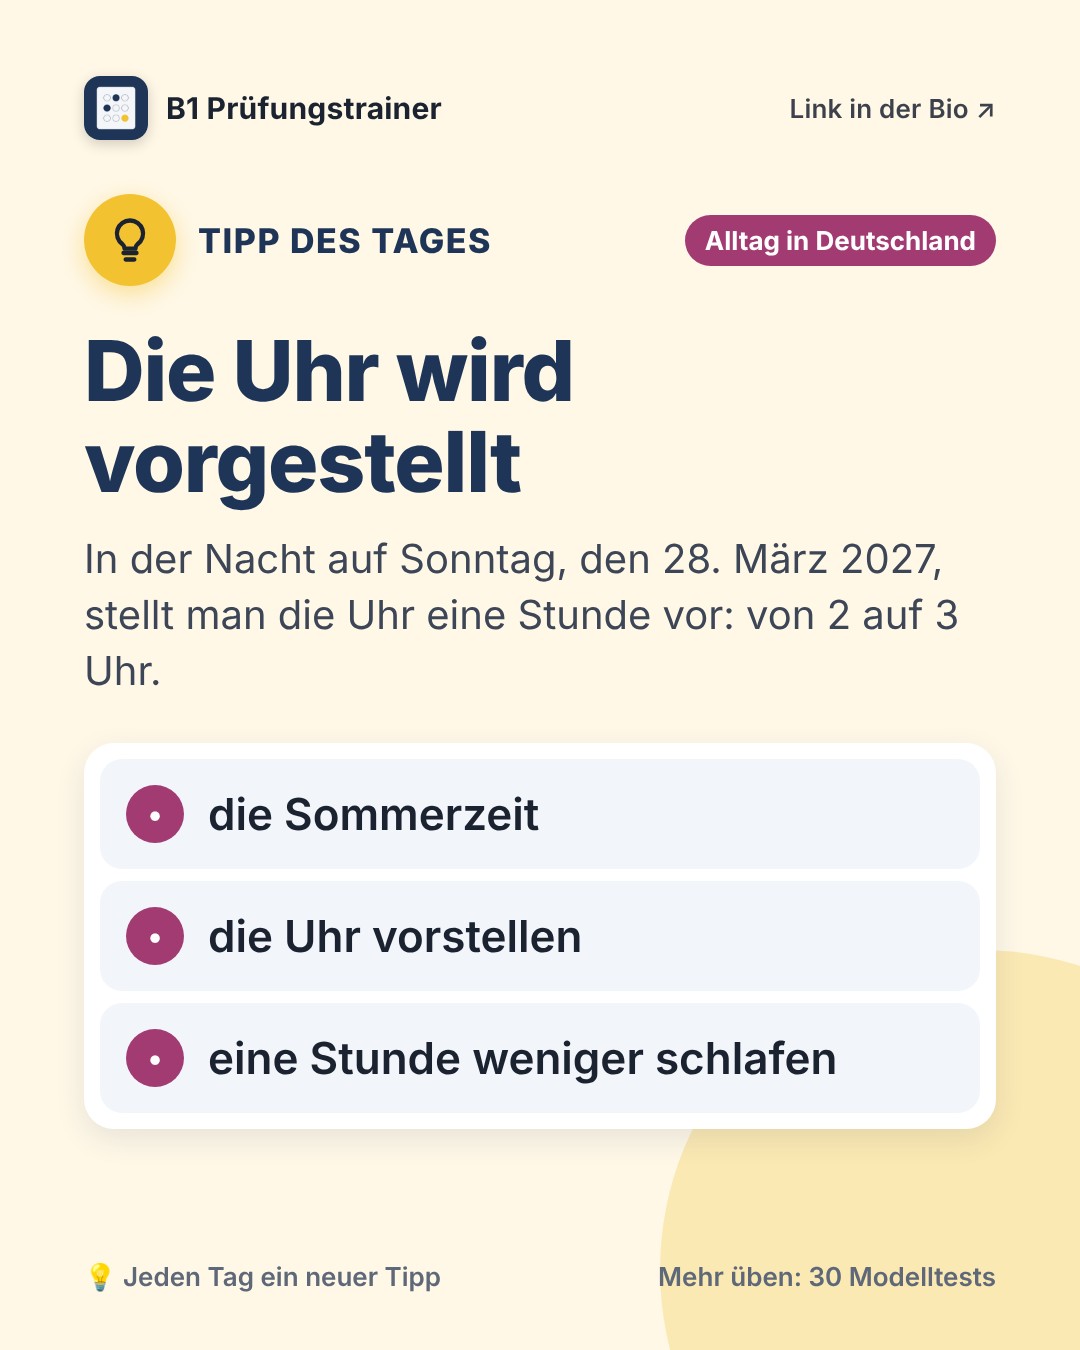 B1 Prüfungstrainer
Link in der Bio ↗
TIPP DES TAGES
Alltag in Deutschland
Die Uhr wird
vorgestellt
In der Nacht auf Sonntag, den 28. März 2027,
stellt man die Uhr eine Stunde vor: von 2 auf 3
Uhr.
die Sommerzeit
die Uhr vorstellen
eine Stunde weniger schlafen
💡 Jeden Tag ein neuer Tipp
Mehr üben: 30 Modelltests